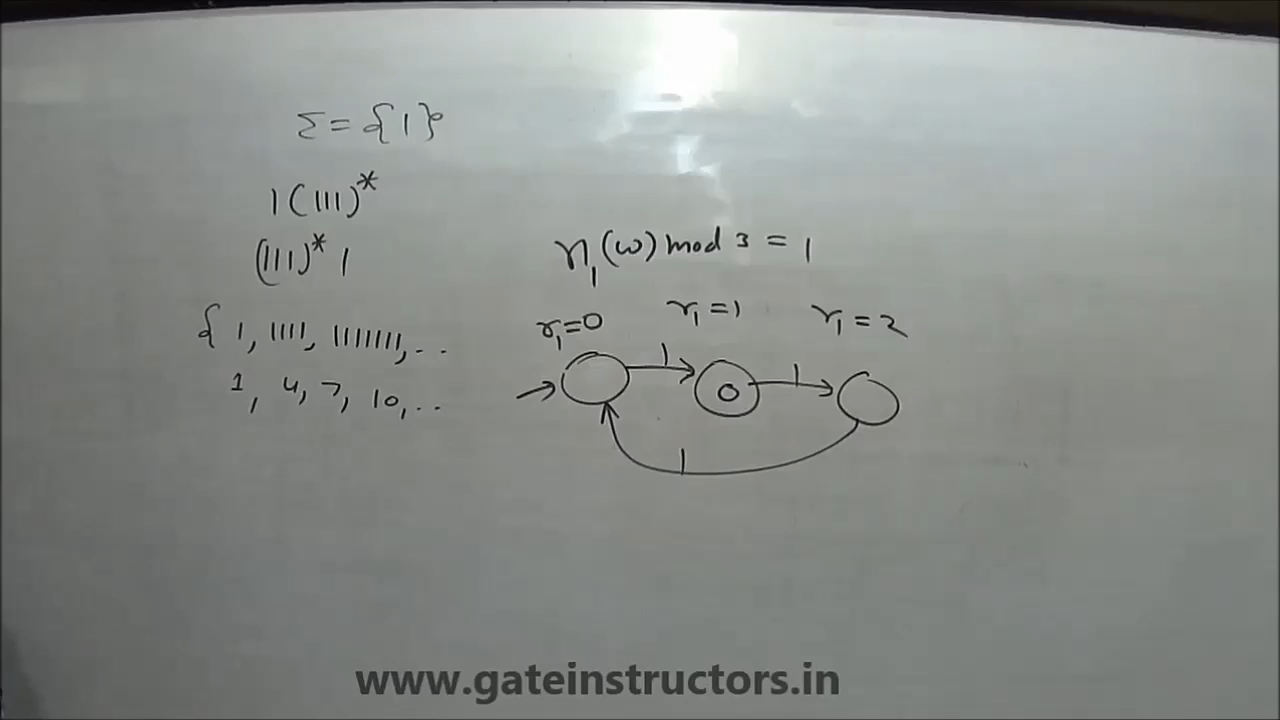 Σ = {1}
1(111)*
(111)* 1
{ 1, 1111, 1111111, ..
1, 4, 7, 10, ..
n₁(w) mod 3 = 1
r₁=0 r₁=1 r₁=2
1 1
1
www.gateinstructors.in